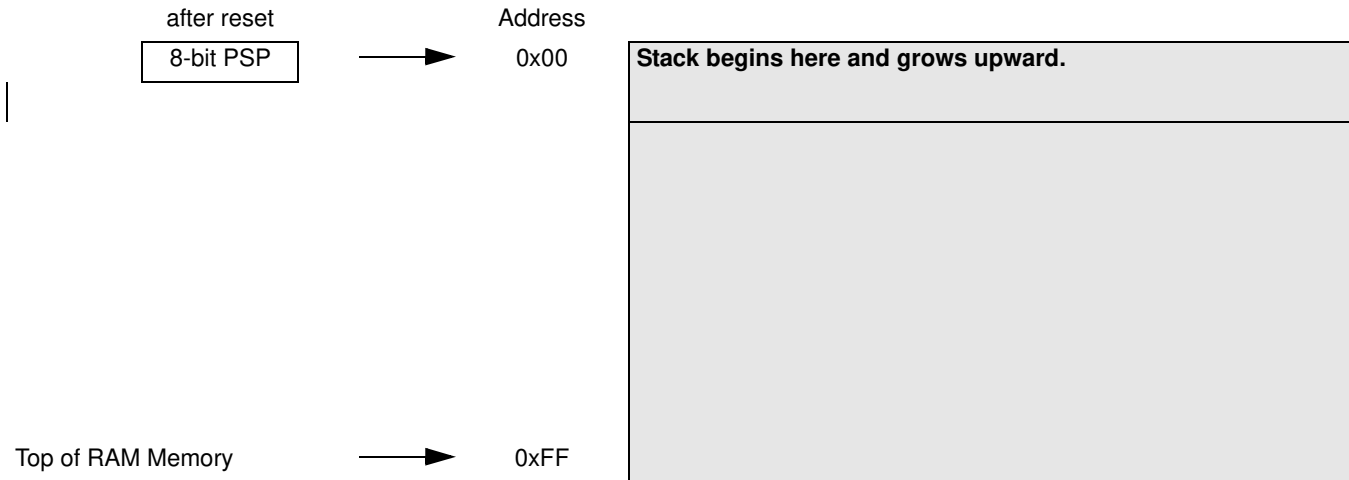 after reset Address
8-bit PSP 0x00 Stack begins here and grows upward.
Top of RAM Memory 0xFF